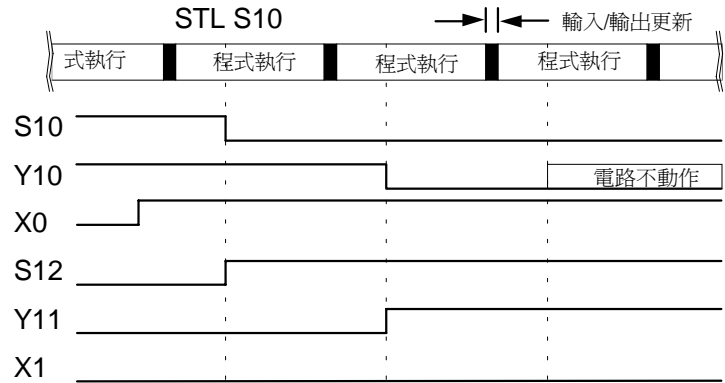 STL S10
輸入/輸出更新
式執行 程式執行 程式執行 程式執行
S10
Y10
電路不動作
X0
S12
Y11
X1